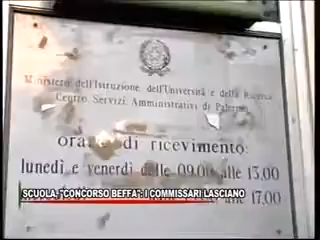 Ministero dell'Istruzione dell'Università e della Ricerca
Centro Servizi Amministrativi di Palermo
orario di ricevimento:
lunedì e venerdì dalle 09.00 alle 13.00
SCUOLA: "CONCORSO BEFFA": I COMMISSARI LASCIANO
alle 17.00